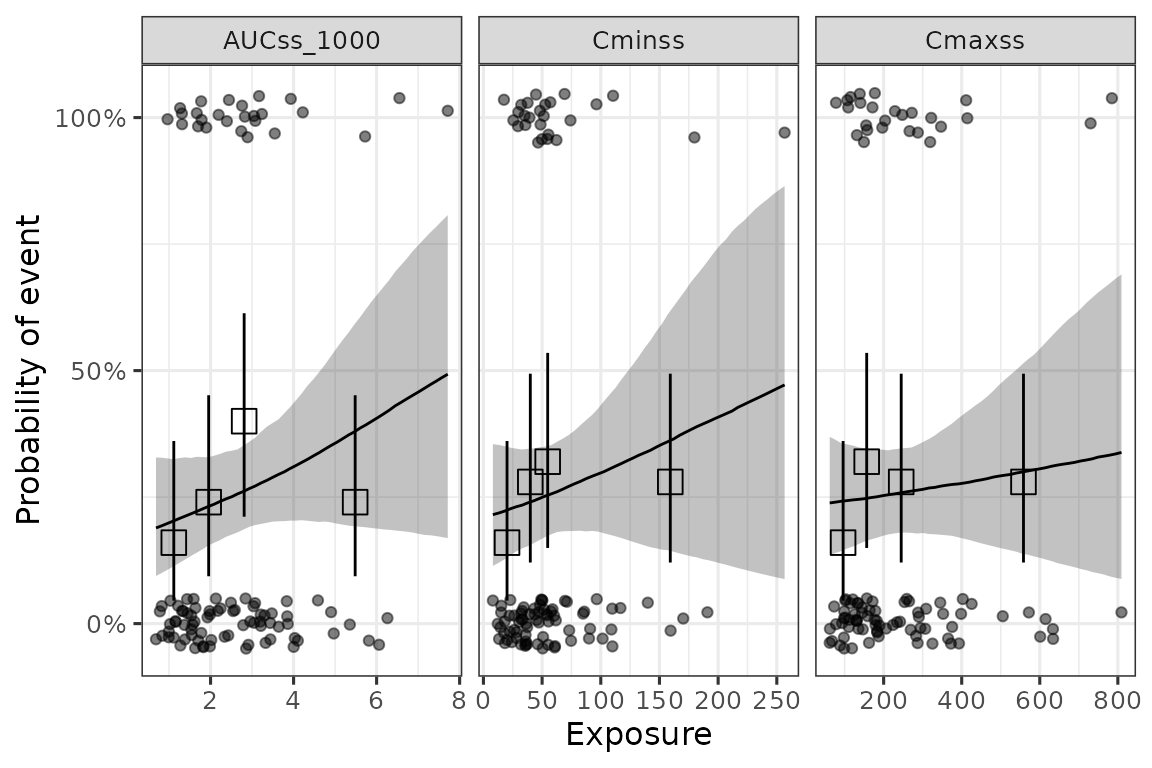 AUCss_1000 Cminss Cmaxss
Probability of event
100%
50%
0%
2 4 6 8 0 50 100 150 200 250 200 400 600 800
Exposure